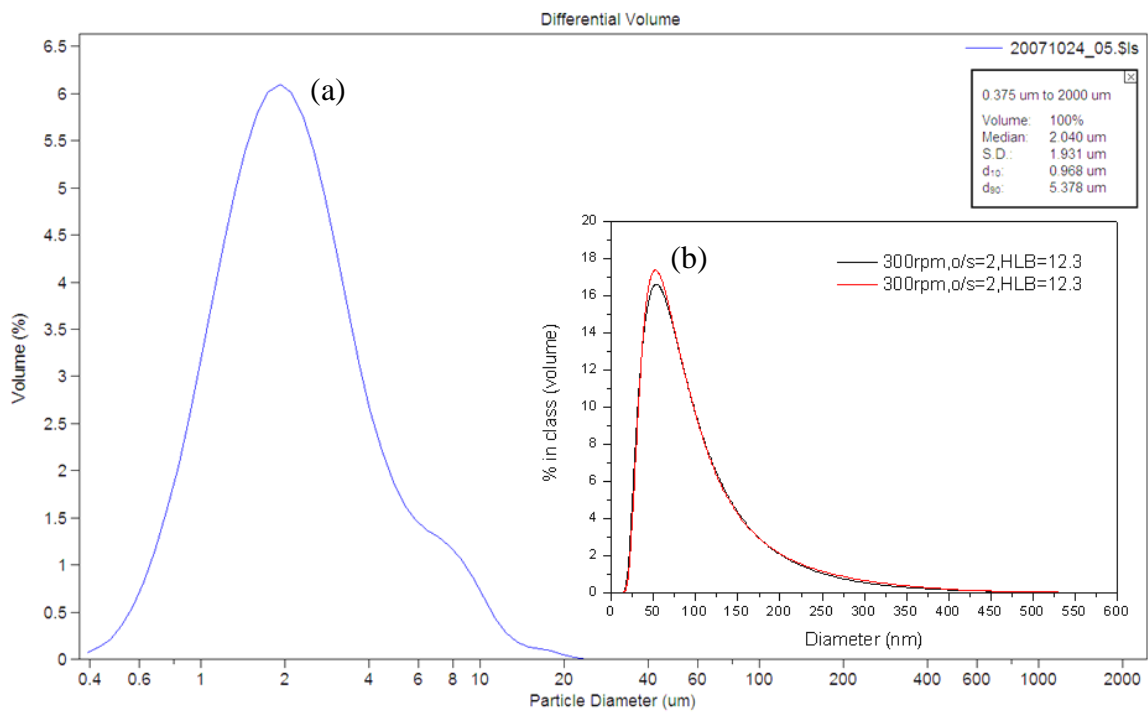 Differential Volume
20071024_05.$ls
(a)
0.375 um to 2000 um
Volume: 100%
Median: 2.040 um
S.D.: 1.931 um
d10: 0.968 um
d90: 5.378 um
Volume (%)
6.5
6
5.5
5
4.5
4
3.5
3
2.5
2
1.5
1
0.5
0
0.4 0.6 1 2 4 6 8 10 20 40 60 100 200 400 600 1000 2000
Particle Diameter (um)
(b)
300rpm,o/s=2,HLB=12.3
300rpm,o/s=2,HLB=12.3
% in class (volume)
20
18
16
14
12
10
8
6
4
2
0
0 50 100 150 200 250 300 350 400 450 500 550 600
Diameter (nm)